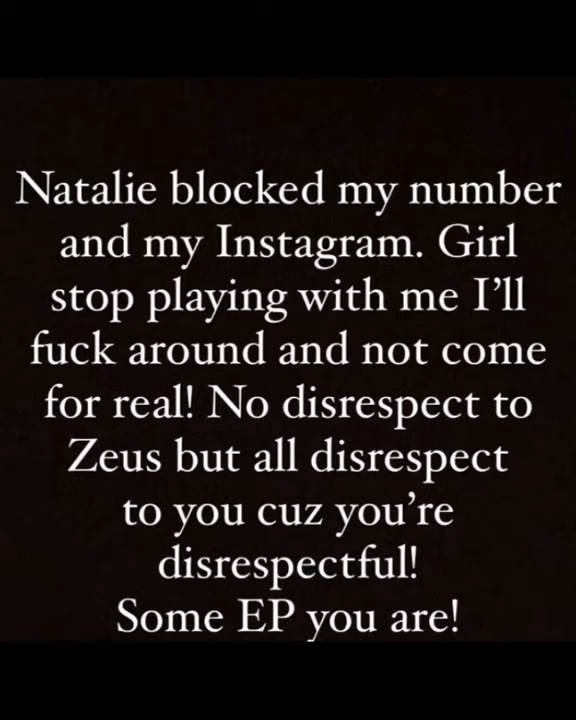 Natalie blocked my number
and my Instagram. Girl
stop playing with me I’ll
fuck around and not come
for real! No disrespect to
Zeus but all disrespect
to you cuz you’re
disrespectful!
Some EP you are!